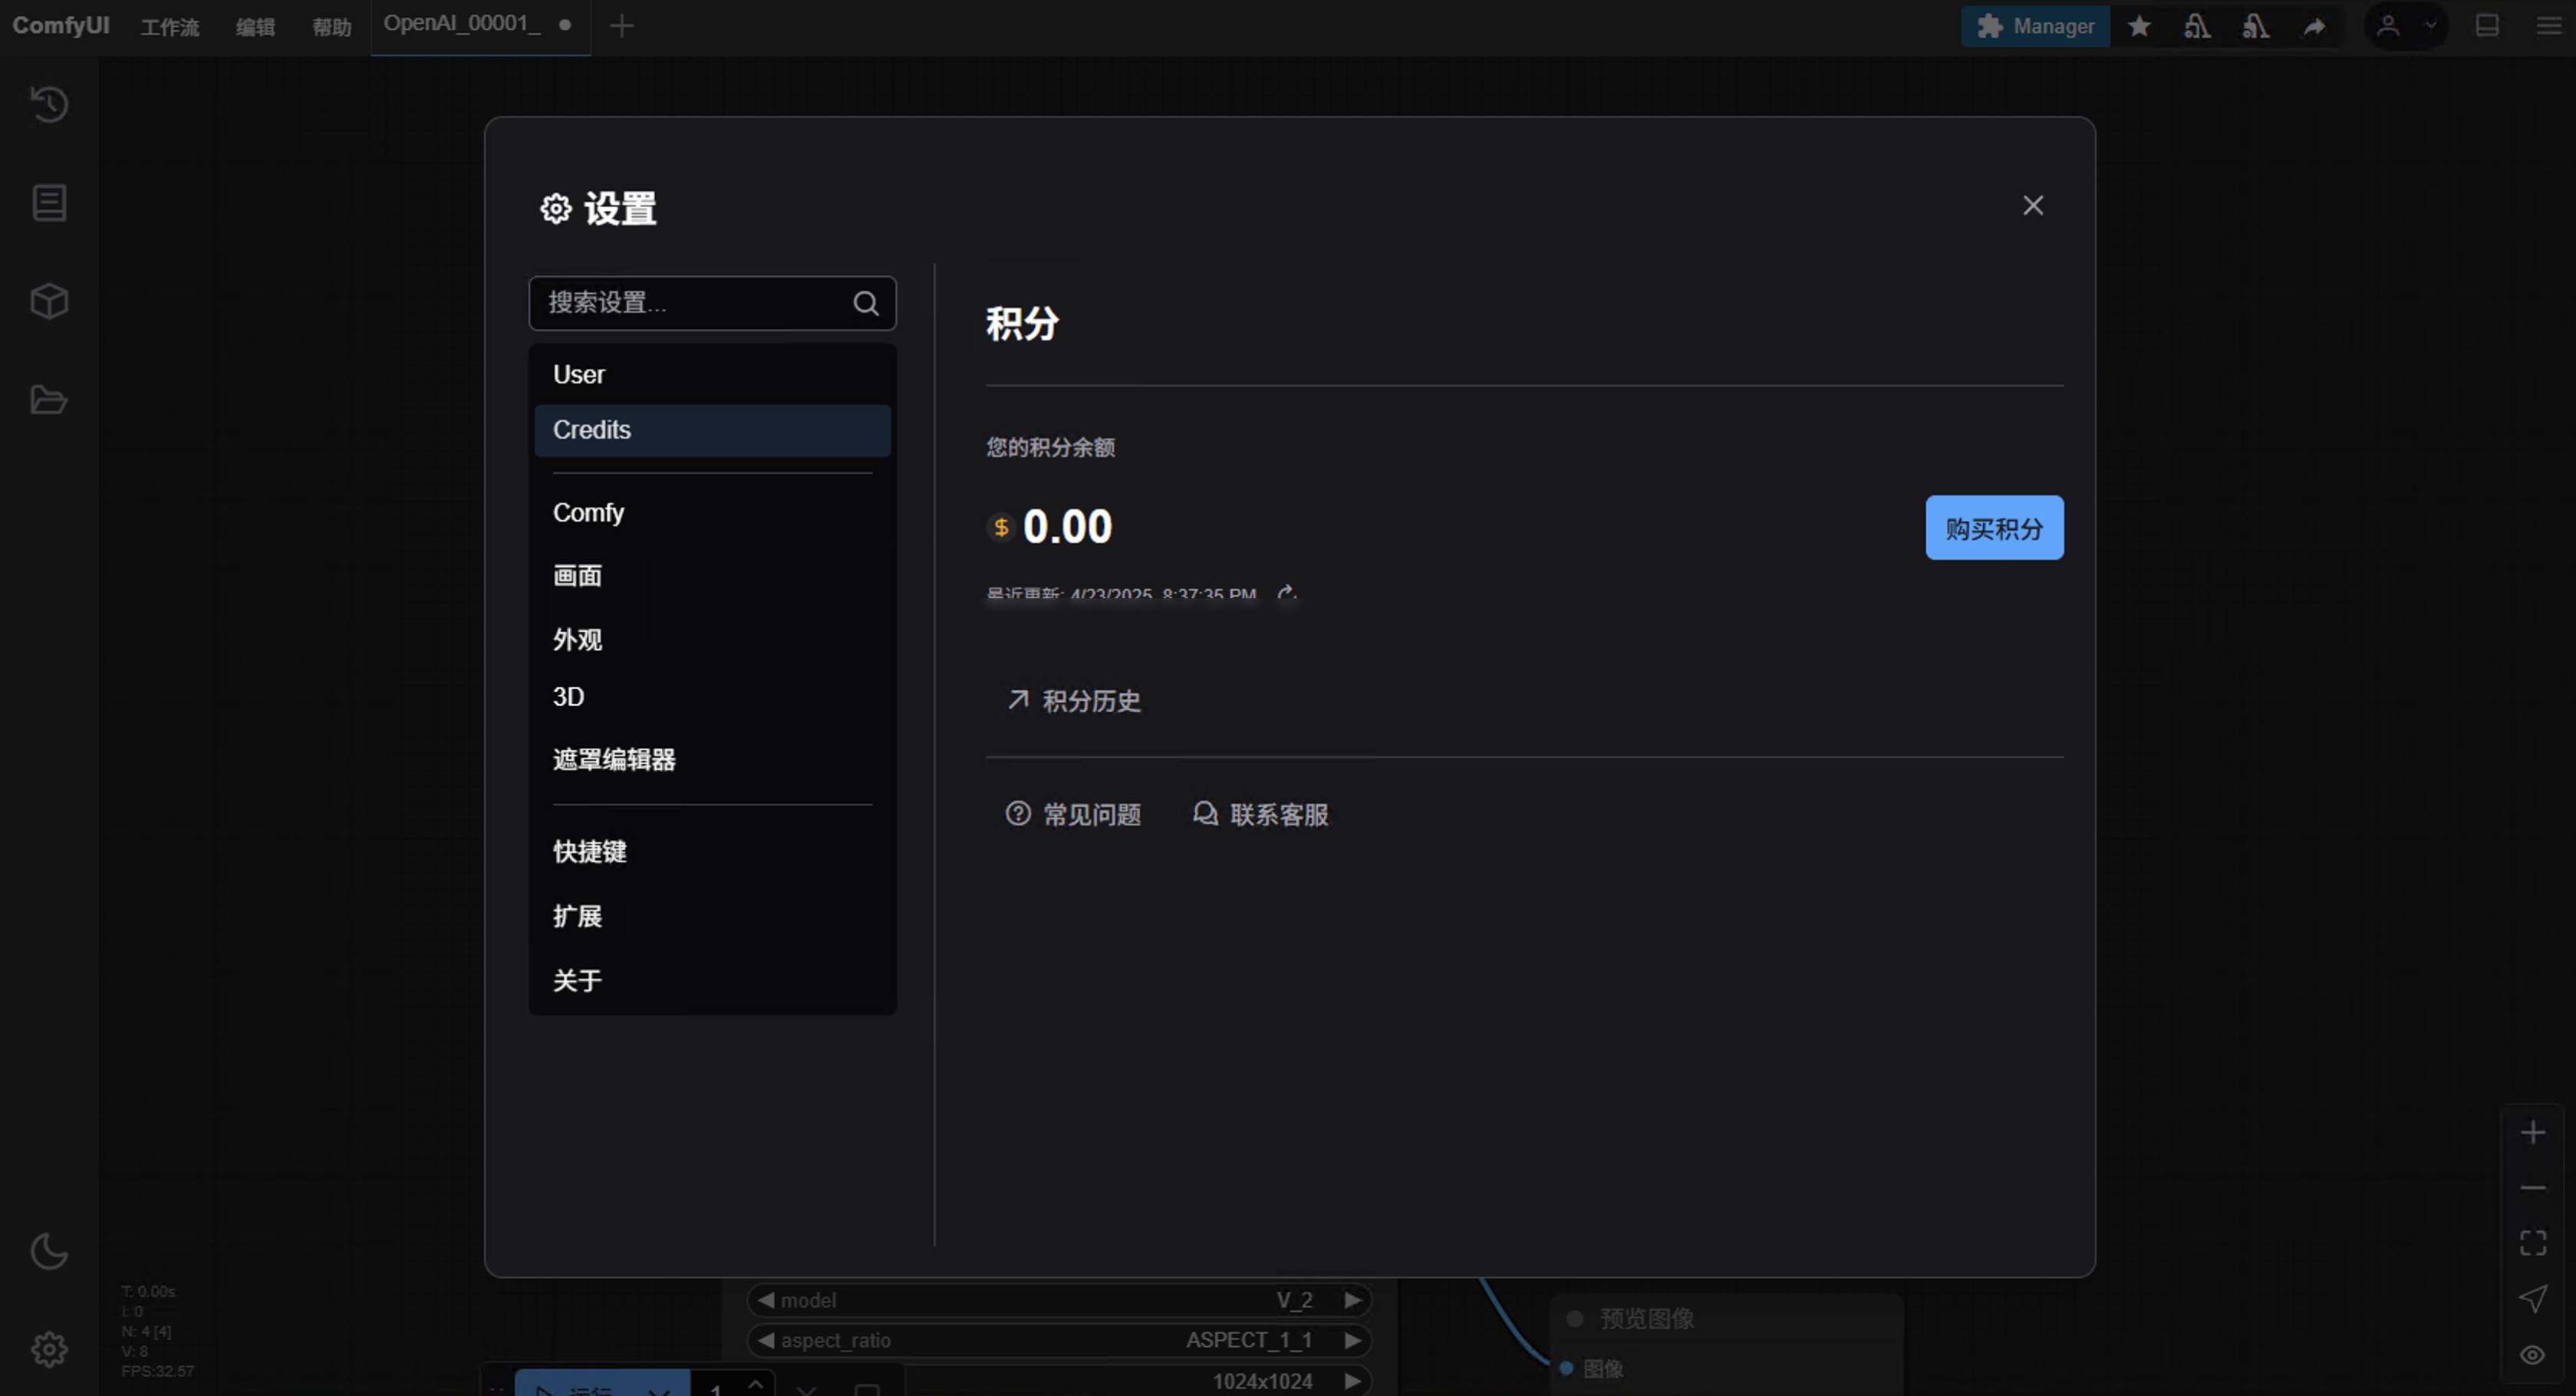 ComfyUI 工作流 编辑 帮助 OpenAI_00001_ Manager
设置
搜索设置...
User
Credits
Comfy
画面
外观
3D
遮罩编辑器
快捷键
扩展
关于
积分
您的积分余额
$ 0.00
购买积分
最近更新: 4/23/2025, 8:37:35 PM
积分历史
常见问题 联系客服
T: 0.00s
I: 0
N: 4 [4]
V: 8
FPS:32.57
model V_2
aspect_ratio ASPECT_1_1
1024x1024
运行 1
预览图像
图像